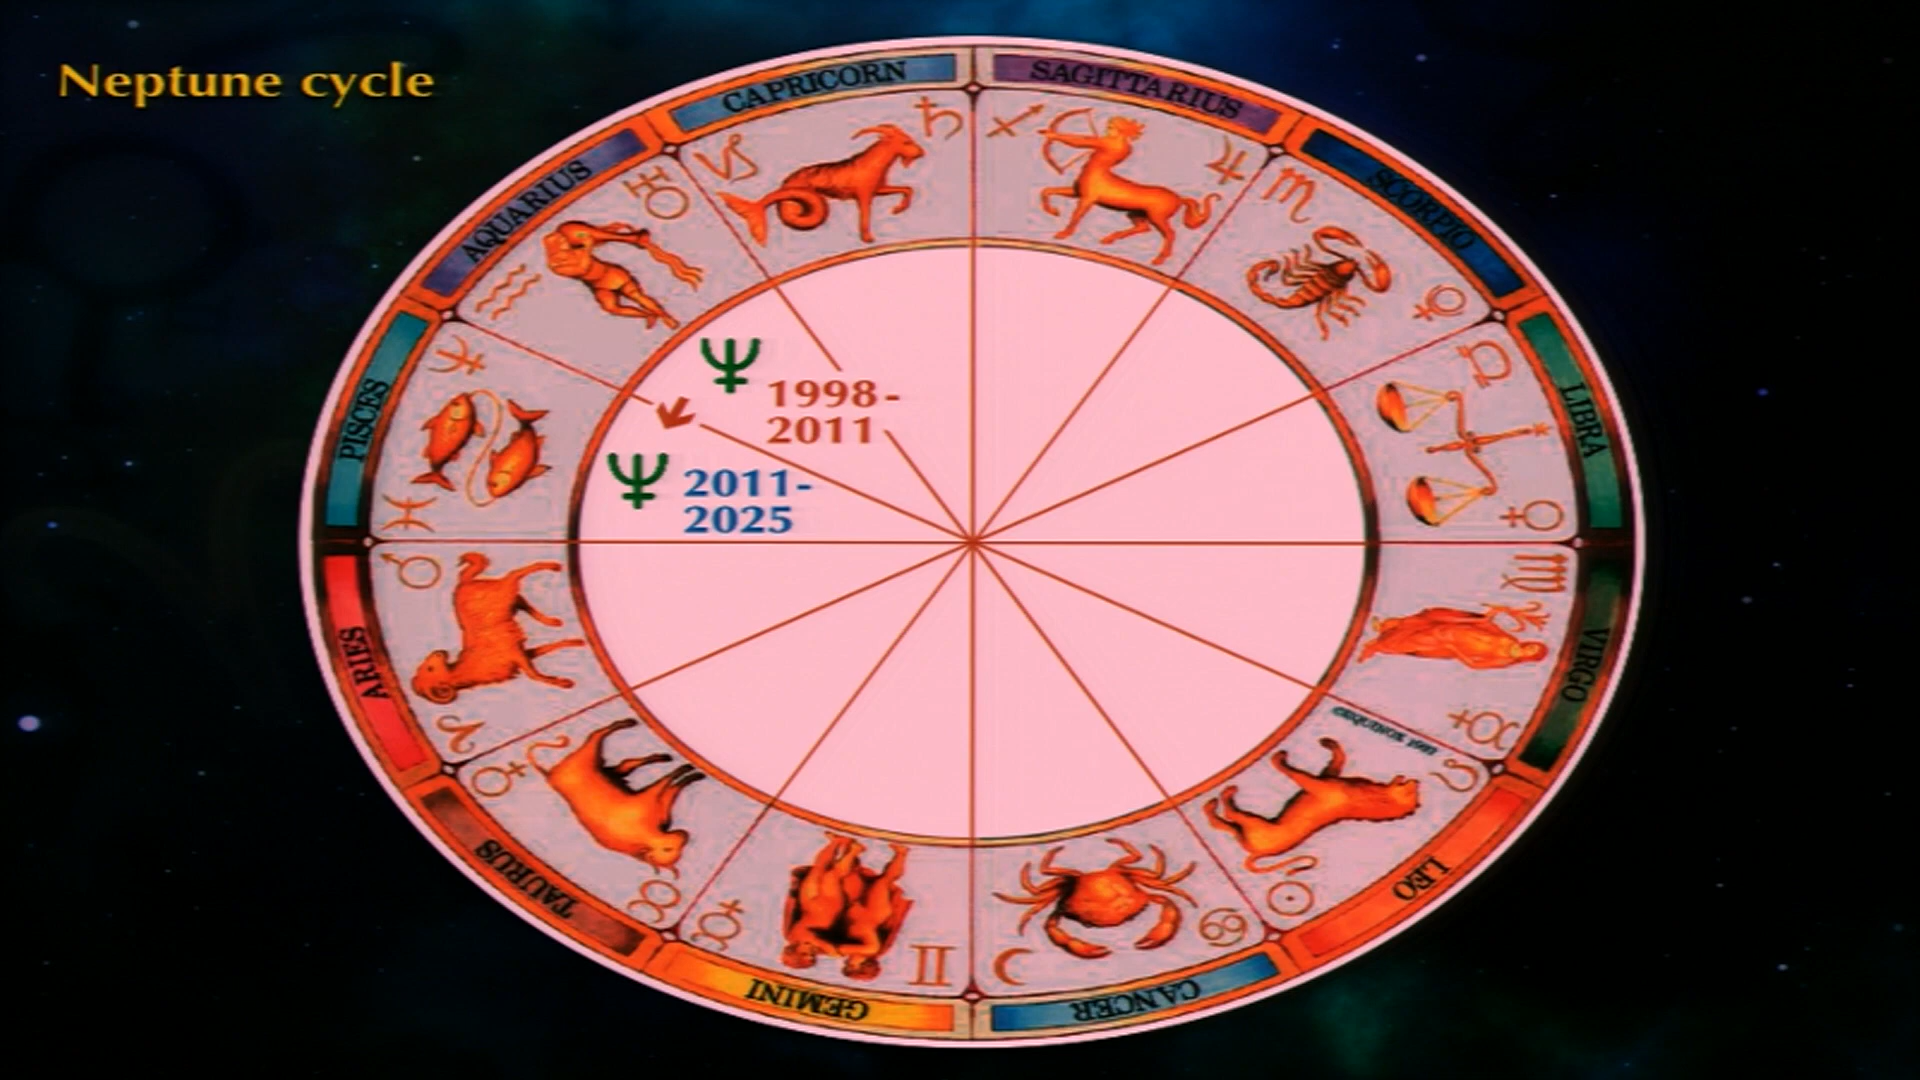 Neptune cycle
CAPRICORN
SAGITTARIUS
AQUARIUS
SCORPIO
PISCES
LIBRA
1998-
2011
2011-
2025
ARIES
VIRGO
TAURUS
LEO
GEMINI
CANCER